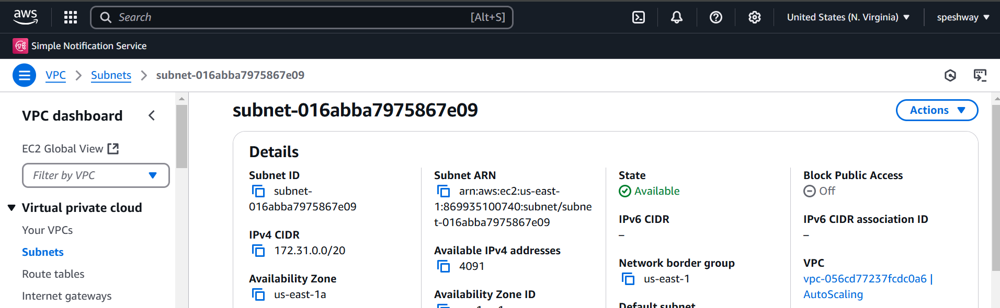 aws
Search [Alt+S]
United States (N. Virginia)
speshway
Simple Notification Service
VPC
Subnets
subnet-016abba7975867e09
VPC dashboard
EC2 Global View
Filter by VPC
Virtual private cloud
Your VPCs
Subnets
Route tables
Internet gateways
subnet-016abba7975867e09
Actions
Details
Subnet ID
subnet-
016abba7975867e09
IPv4 CIDR
172.31.0.0/20
Availability Zone
us-east-1a
Subnet ARN
arn:aws:ec2:us-east-
1:869935100740:subnet/subne
t-016abba7975867e09
Available IPv4 addresses
4091
Availability Zone ID
State
Available
IPv6 CIDR
–
Network border group
us-east-1
Default subnet
Block Public Access
Off
IPv6 CIDR association ID
–
VPC
vpc-056cd77237fcdc0a6 |
AutoScaling